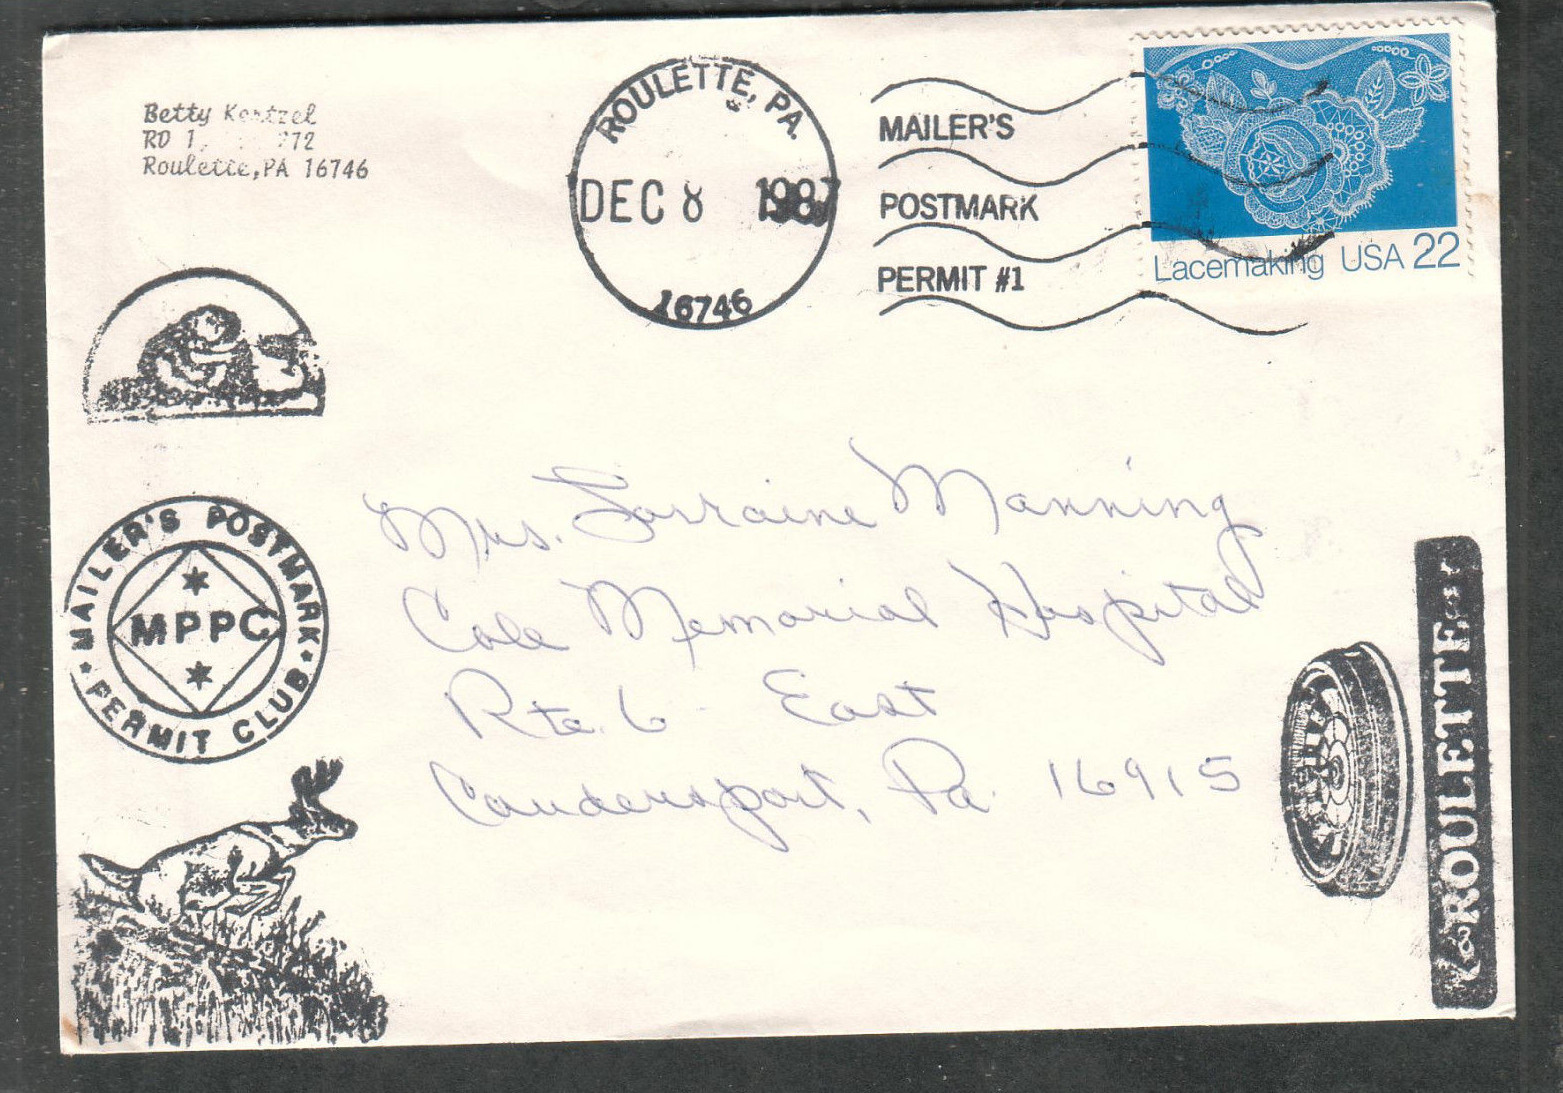 Betty
RD 1,
Roulette, PA 16746
ROULETTE, PA.
DEC 8 1987
16746
MAILER'S
POSTMARK
PERMIT #1
Lacemaking USA 22
MAILER'S POSTMARK
MPPC
PERMIT CLUB
Mrs. Lorraine Manning
Cole Memorial Hospital
Rte. 6 East
Coudersport, Pa. 16915
ROULETTE